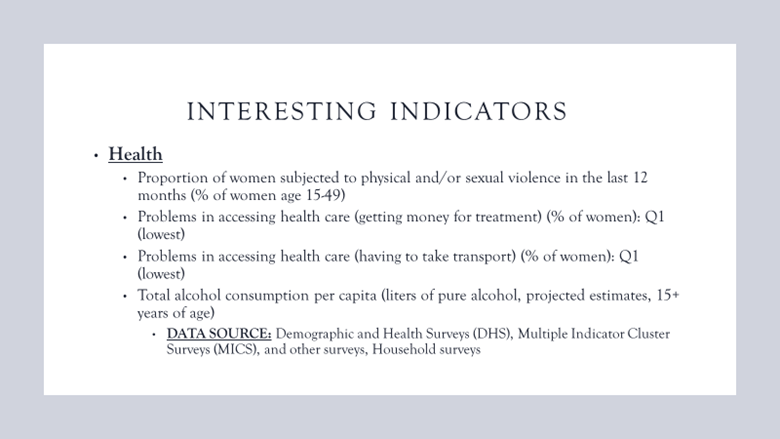 INTERESTING INDICATORS
• Health
• Proportion of women subjected to physical and/or sexual violence in the last 12
months (% of women age 15-49)
• Problems in accessing health care (getting money for treatment) (% of women): Q1
(lowest)
• Problems in accessing health care (having to take transport) (% of women): Q1
(lowest)
• Total alcohol consumption per capita (liters of pure alcohol, projected estimates, 15+
years of age)
• DATA SOURCE: Demographic and Health Surveys (DHS), Multiple Indicator Cluster
Surveys (MICS), and other surveys, Household surveys